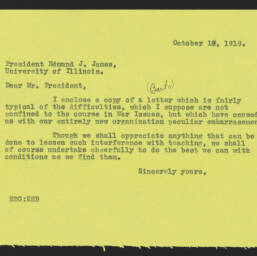 October 18, 1918.
President Edmund J. James,
University of Illinois.
Dear Mr. President,
I enclose a copy of a letter which is fairly
typical of the difficulties, which I suppose are not
confined to the course in War Issues, but which have caused
us with our entirely new organization peculiar embarrassment.
Though we shall appreciate anything that can be
done to lesson such interference with teaching, we shall
of course undertake cheerfully to do the best we can with
conditions as we find them.
Sincerely yours,